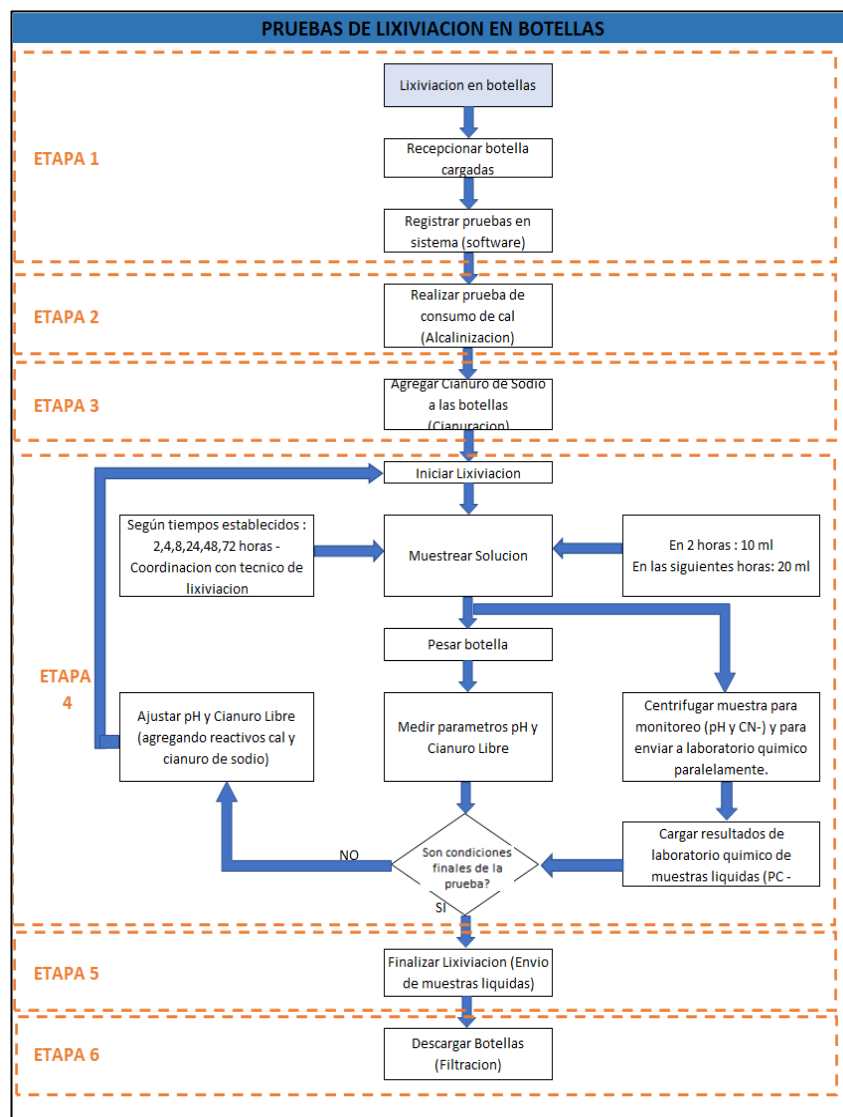 PRUEBAS DE LIXIVIACION EN BOTELLAS
ETAPA 1
Lixiviacion en botellas
Recepcionar botella
cargadas
Registrar pruebas en
sistema (software)
ETAPA 2
Realizar prueba de
consumo de cal
(Alcalinizacion)
ETAPA 3
Agregar Cianuro de Sodio
a las botellas
(Cianuracion)
ETAPA
4
Iniciar Lixiviacion
Según tiempos establecidos :
2,4,8,24,48,72 horas -
Coordinacion con tecnico de
lixiviacion
Muestrear Solucion
En 2 horas : 10 ml
En las siguientes horas: 20 ml
Pesar botella
Ajustar pH y Cianuro Libre
(agregando reactivos cal y
cianuro de sodio)
Medir parametros pH y
Cianuro Libre
Centrifugar muestra para
monitoreo (pH y CN-) y para
enviar a laboratorio quimico
paralelamente.
NO
Son condiciones
finales de la
prueba?
SI
Cargar resultados de
laboratorio quimico de
muestras liquidas (PC -
ETAPA 5
Finalizar Lixiviacion (Envio
de muestras liquidas)
ETAPA 6
Descargar Botellas
(Filtracion)